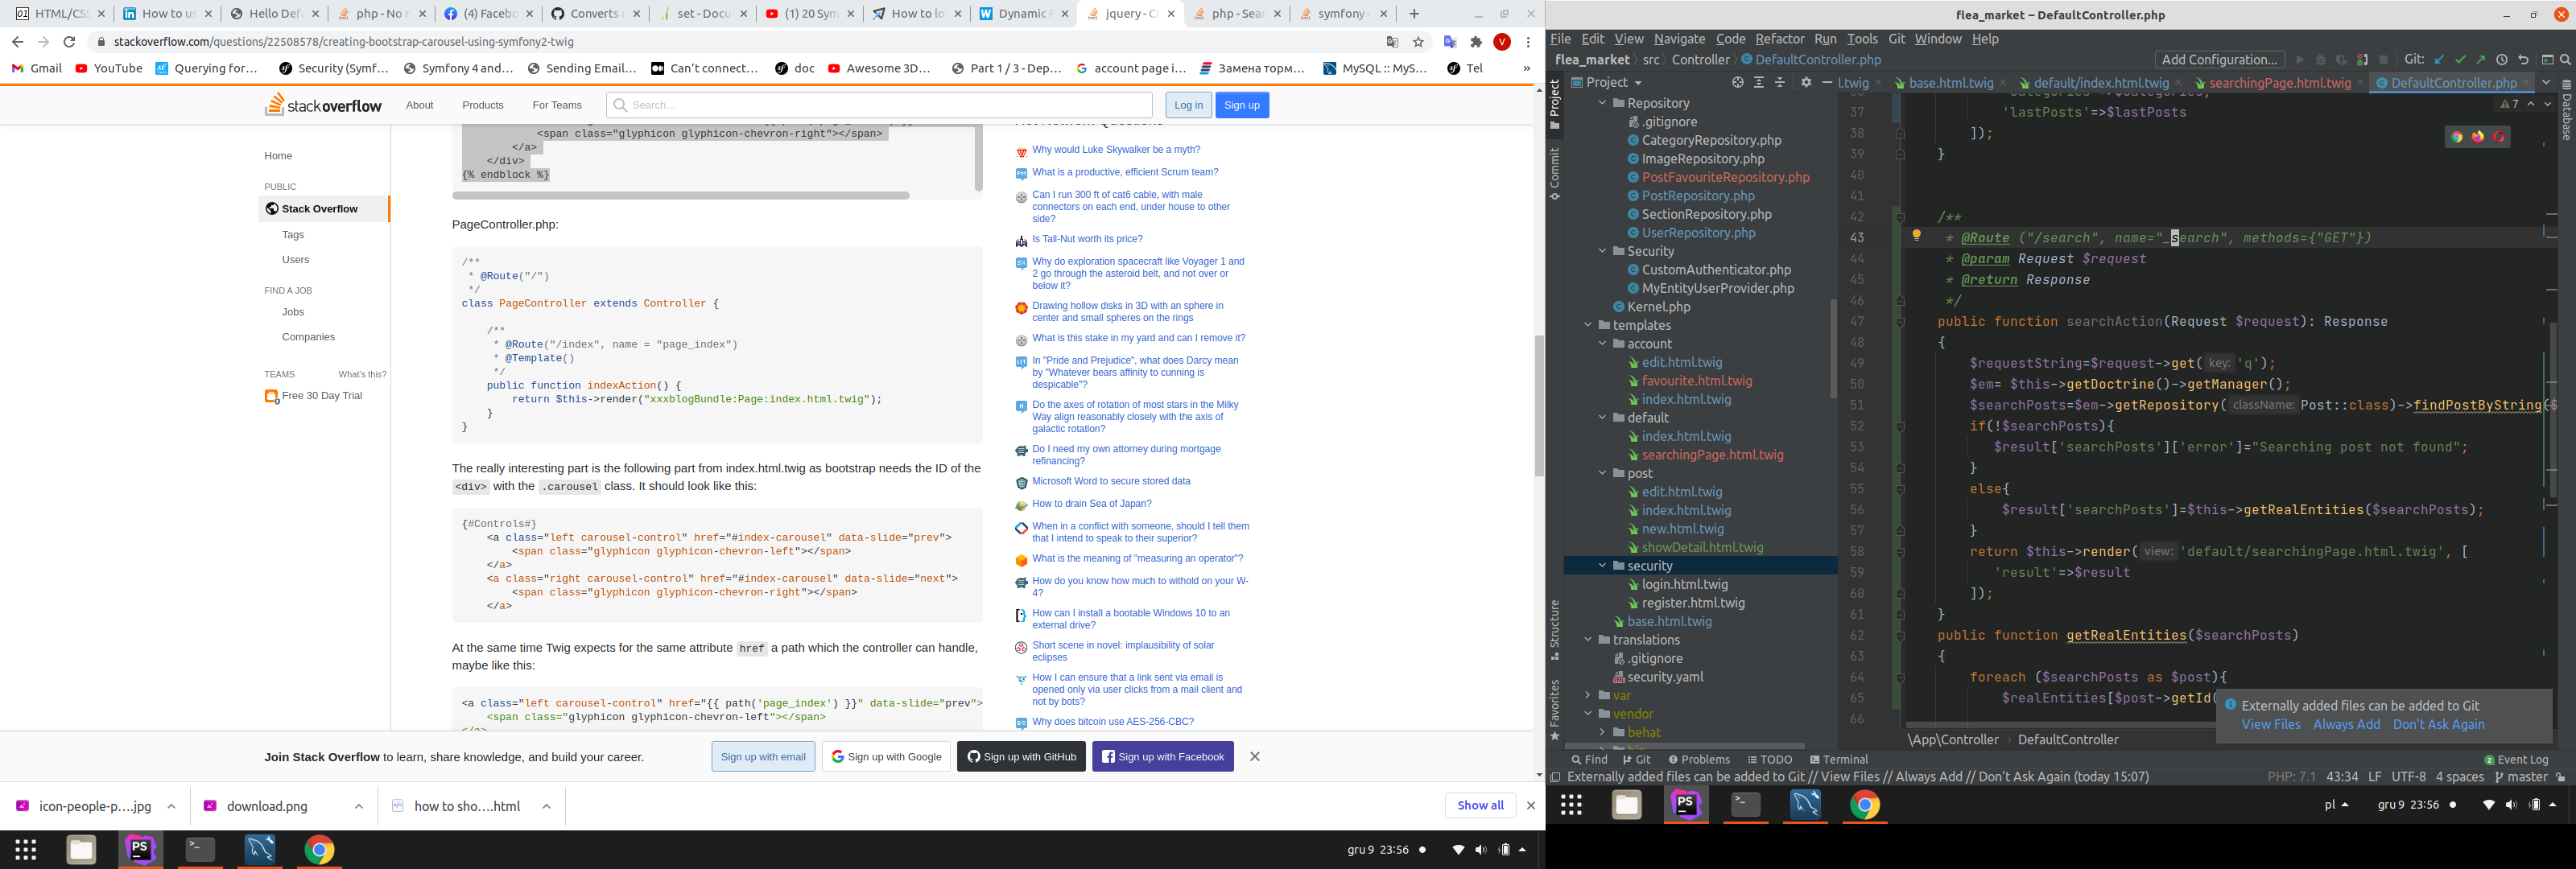 HTML/CSS
How to us
Hello Defa
php - No re
(4) Facebo
Converts r
set - Docu
(1) 20 Sym
How to lo
Dynamic F
jquery - Cr
php - Sear
symfony -
stackoverflow.com/questions/22508578/creating-bootstrap-carousel-using-symfony2-twig
V
Gmail
YouTube
Querying for…
Security (Symf…
Symfony 4 and…
Sending Email…
Can't connect…
doc
Awesome 3D…
Part 1 / 3 - Dep…
account page i…
Замена торм…
MySQL :: MyS…
Tel
»
stackoverflow
About
Products
For Teams
Search…
Log in
Sign up
Home
PUBLIC
Stack Overflow
Tags
Users
FIND A JOB
Jobs
Companies
TEAMS
What's this?
Free 30 Day Trial
<span class="glyphicon glyphicon-chevron-right"></span>
</a>
</div>
{% endblock %}
PageController.php:
/**
* @Route("/")
*/
class PageController extends Controller {
/**
* @Route("/index", name = "page_index")
* @Template()
*/
public function indexAction() {
return $this->render("xxxblogBundle:Page:index.html.twig");
}
}
The really interesting part is the following part from index.html.twig as bootstrap needs the ID of the
<div> with the .carousel class. It should look like this:
{#Controls#}
<a class="left carousel-control" href="#index-carousel" data-slide="prev">
<span class="glyphicon glyphicon-chevron-left"></span>
</a>
<a class="right carousel-control" href="#index-carousel" data-slide="next">
<span class="glyphicon glyphicon-chevron-right"></span>
</a>
At the same time Twig expects for the same attribute href a path which the controller can handle,
maybe like this:
<a class="left carousel-control" href="{{ path('page_index') }}" data-slide="prev">
<span class="glyphicon glyphicon-chevron-left"></span>
Why would Luke Skywalker be a myth?
What is a productive, efficient Scrum team?
Can I run 300 ft of cat6 cable, with male
connectors on each end, under house to other
side?
Is Tall-Nut worth its price?
Why do exploration spacecraft like Voyager 1 and
2 go through the asteroid belt, and not over or
below it?
Drawing hollow disks in 3D with an sphere in
center and small spheres on the rings
What is this stake in my yard and can I remove it?
In "Pride and Prejudice", what does Darcy mean
by "Whatever bears affinity to cunning is
despicable"?
Do the axes of rotation of most stars in the Milky
Way align reasonably closely with the axis of
galactic rotation?
Do I need my own attorney during mortgage
refinancing?
Microsoft Word to secure stored data
How to drain Sea of Japan?
When in a conflict with someone, should I tell them
that I intend to speak to their superior?
What is the meaning of "measuring an operator"?
How do you know how much to withold on your W-
4?
How can I install a bootable Windows 10 to an
external drive?
Short scene in novel: implausibility of solar
eclipses
How I can ensure that a link sent via email is
opened only via user clicks from a mail client and
not by bots?
Why does bitcoin use AES-256-CBC?
Join Stack Overflow to learn, share knowledge, and build your career.
Sign up with email
Sign up with Google
Sign up with GitHub
Sign up with Facebook
icon-people-p….jpg
download.png
how to sho….html
Show all
gru 9 23:56
flea_market – DefaultController.php
File Edit View Navigate Code Refactor Run Tools Git Window Help
flea_market
src
Controller
DefaultController.php
Add Configuration...
Git:
Project
l.twig
base.html.twig
default/index.html.twig
searchingPage.html.twig
DefaultController.php
Project
Commit
Structure
Favorites
Database
Repository
.gitignore
CategoryRepository.php
ImageRepository.php
PostFavouriteRepository.php
PostRepository.php
SectionRepository.php
UserRepository.php
Security
CustomAuthenticator.php
MyEntityUserProvider.php
Kernel.php
templates
account
edit.html.twig
favourite.html.twig
index.html.twig
default
index.html.twig
searchingPage.html.twig
post
edit.html.twig
index.html.twig
new.html.twig
showDetail.html.twig
security
login.html.twig
register.html.twig
base.html.twig
translations
.gitignore
security.yaml
var
vendor
behat
7
37 'lastPosts'=>$lastPosts
38 ]);
39 }
40
41
42 /**
43 * @Route ("/search", name="_search", methods={"GET"})
44 * @param Request $request
45 * @return Response
46 */
47 public function searchAction(Request $request): Response
48 {
49 $requestString=$request->get( key: 'q');
50 $em= $this->getDoctrine()->getManager();
51 $searchPosts=$em->getRepository( className: Post::class)->findPostByString($
52 if(!$searchPosts){
53 $result['searchPosts']['error']="Searching post not found";
54 }
55 else{
56 $result['searchPosts']=$this->getRealEntities($searchPosts);
57 }
58 return $this->render( view: 'default/searchingPage.html.twig', [
59 'result'=>$result
60 ]);
61 }
62 public function getRealEntities($searchPosts)
63 {
64 foreach ($searchPosts as $post){
65 $realEntities[$post->getId(
66
Externally added files can be added to Git
View Files Always Add Don't Ask Again
\App\Controller
DefaultController
Find
Git
Problems
TODO
Terminal
2 Event Log
Externally added files can be added to Git // View Files // Always Add // Don't Ask Again (today 15:07)
PHP: 7.1 43:34 LF UTF-8 4 spaces master
pl
gru 9 23:56